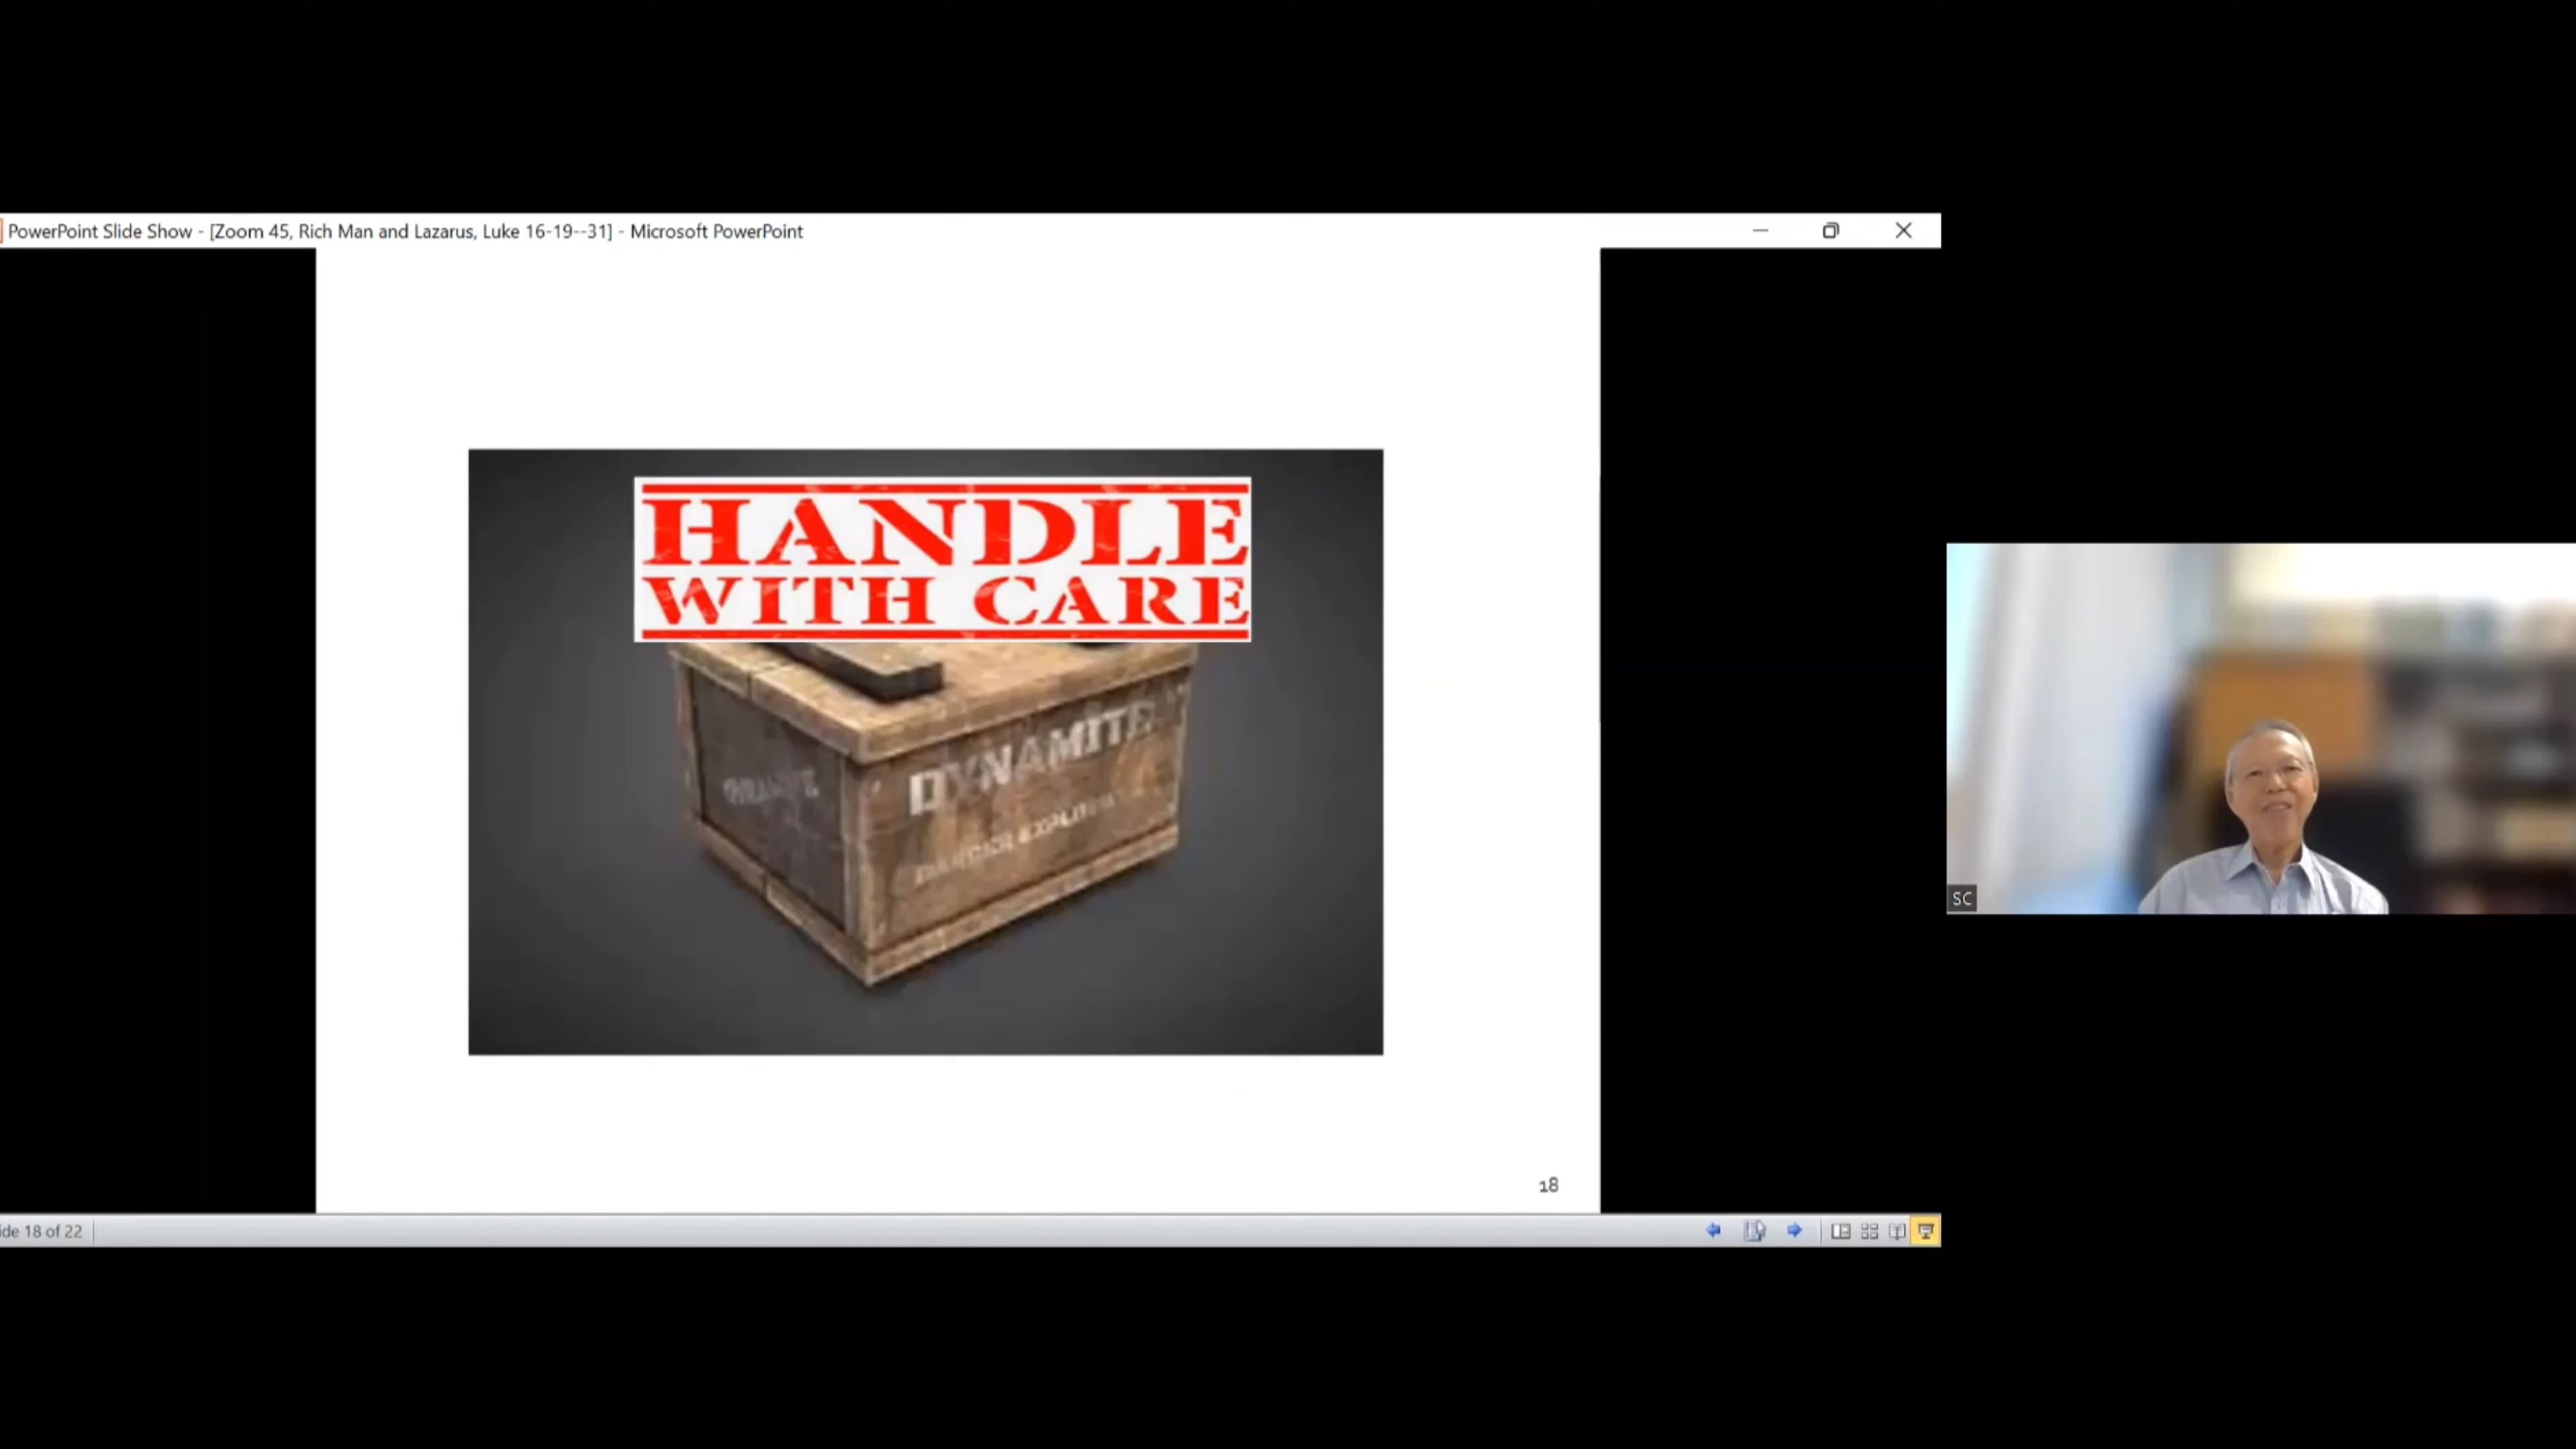 PowerPoint Slide Show - [Zoom 45, Rich Man and Lazarus, Luke 16-19--31] - Microsoft PowerPoint
HANDLE
WITH CARE
DYNAMITE
18
SC
ide 18 of 22